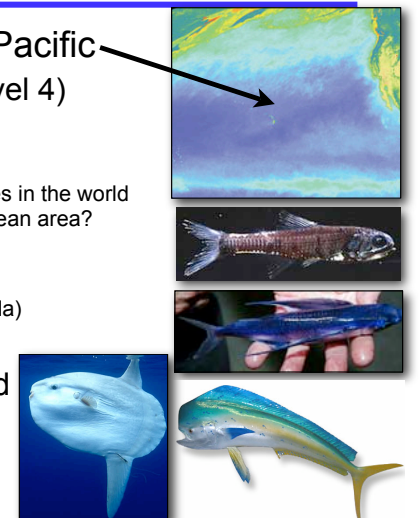 Pacific
vel 4)
s in the world
ean area?
la)
d